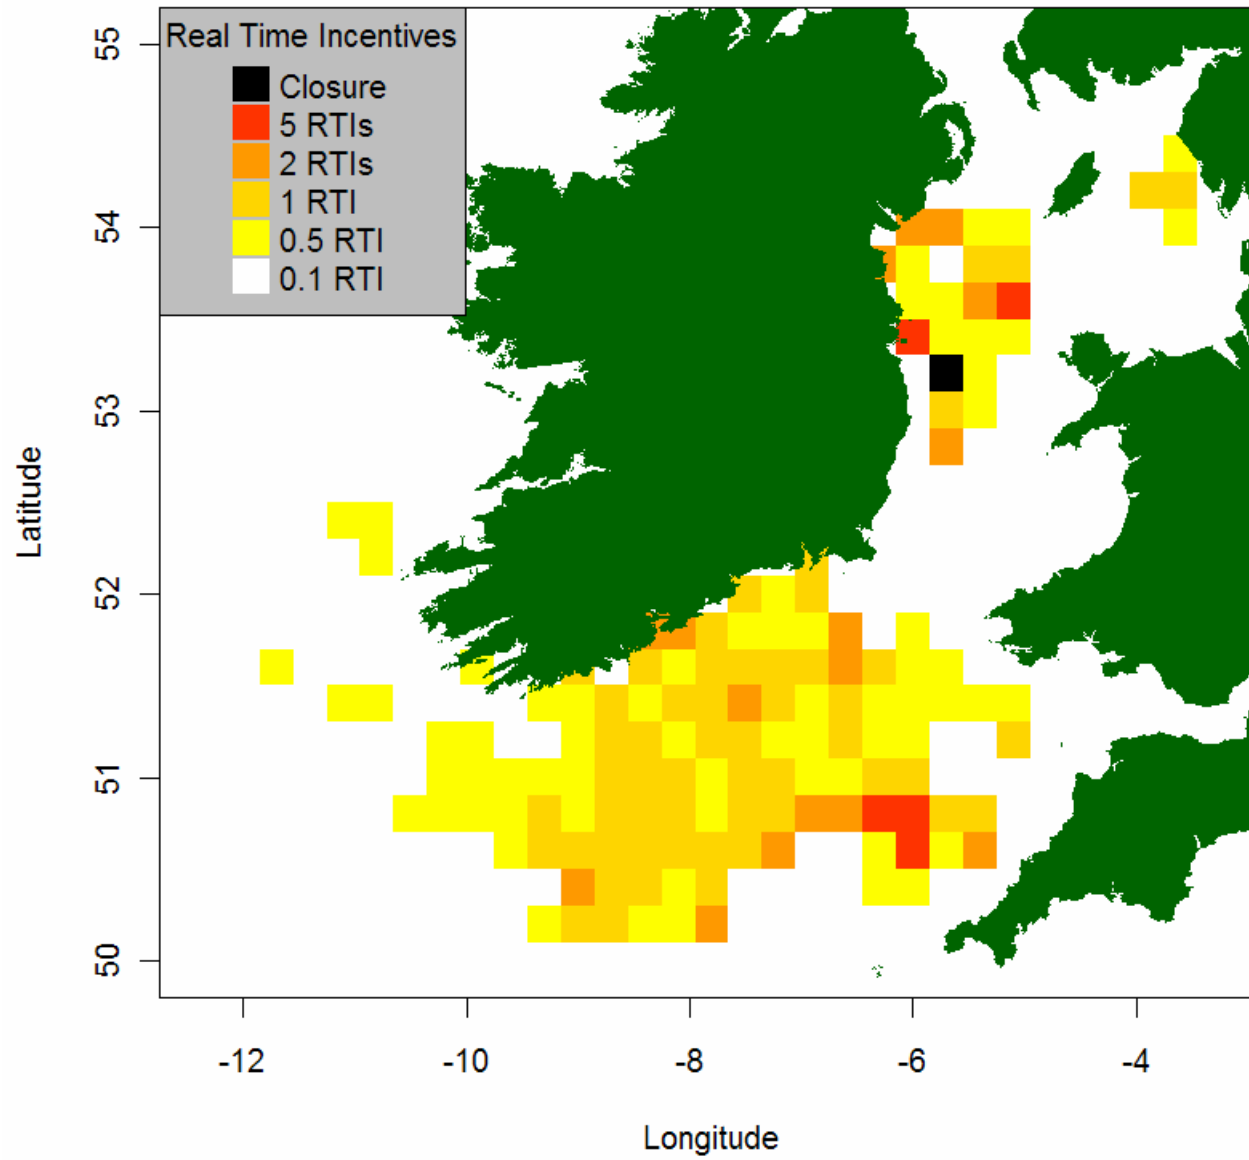 Real Time Incentives
Closure
5 RTIs
2 RTIs
1 RTI
0.5 RTI
0.1 RTI
55
54
53
52
51
50
Latitude
-12 -10 -8 -6 -4
Longitude